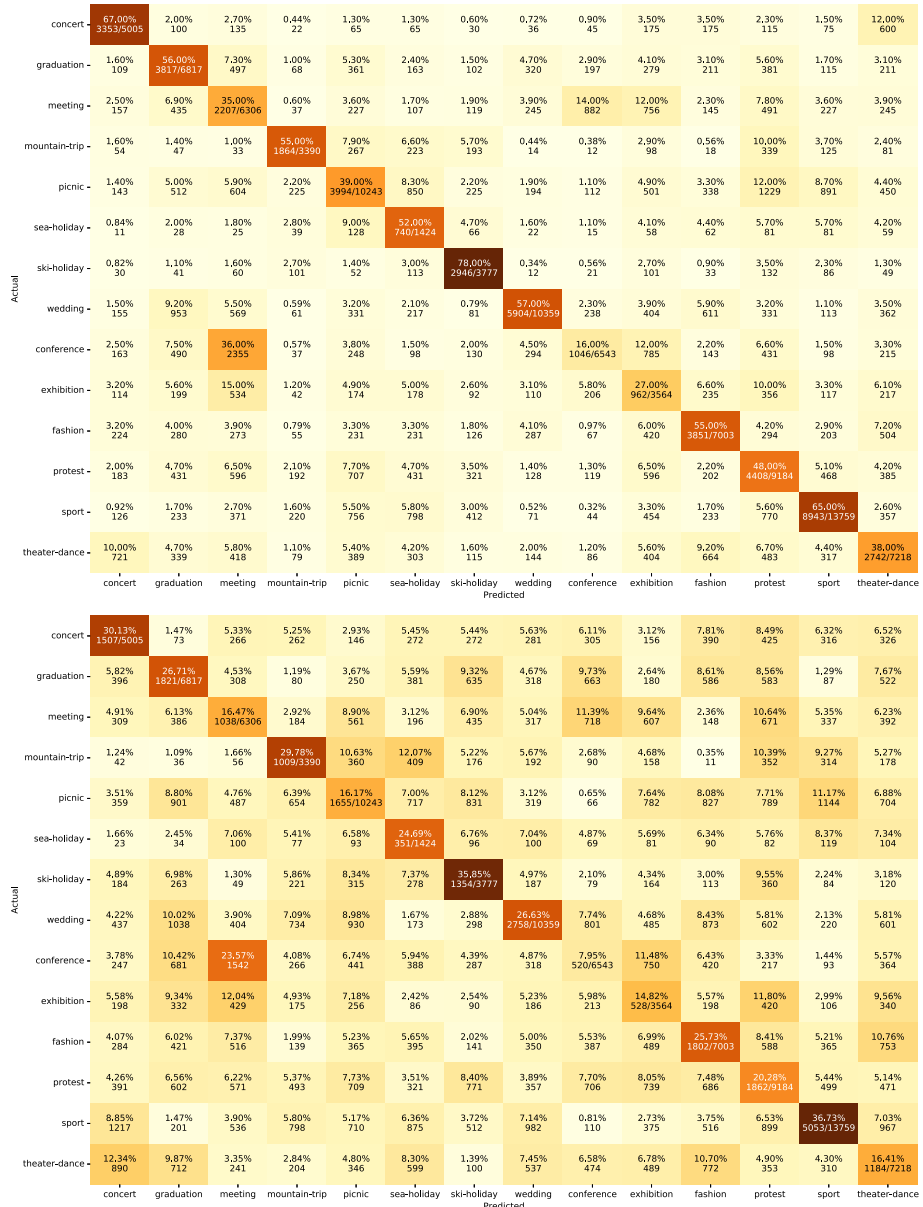 concert 67,00% 2,00% 2.70% 0,44% 1.30% 1.30% 0.60% 0,72% 0,90% 3.50% 3.50% 2.30% 1.50% 12,00%
3353/5005 100 135 22 65 65 30 36 45 175 175 115 75 600
graduation 1.60% 56,00% 7.30% 1.00% 5.30% 2.40% 1.50% 4.70% 2.90% 4.10% 3.10% 5.60% 1.70% 3.10%
109 3817/6817 497 68 361 163 102 320 197 279 211 381 115 211
meeting 2.50% 6.90% 35,00% 0.60% 3.60% 1.70% 1.90% 3.90% 14,00% 12,00% 2.30% 7.80% 3.60% 3.90%
157 435 2207/6306 37 227 107 119 245 882 756 145 491 227 245
mountain-trip 1.60% 1.40% 1.00% 55,00% 7.90% 6.60% 5.70% 0,44% 0,38% 2.90% 0,56% 10,00% 3.70% 2.40%
54 47 33 1864/3390 267 223 193 14 12 98 18 339 125 81
picnic 1.40% 5.00% 5.90% 2.20% 39,00% 8.30% 2.20% 1.90% 1.10% 4.90% 3.30% 12,00% 8.70% 4.40%
143 512 604 225 3994/10243 850 225 194 112 501 338 1229 891 450
sea-holiday 0,84% 2.00% 1.80% 2.80% 9.00% 52,00% 4.70% 1.60% 1.10% 4.10% 4.40% 5.70% 5.70% 4.20%
11 28 25 39 128 740/1424 66 22 15 58 62 81 81 59
ski-holiday 0,82% 1,10% 1.60% 2.70% 1.40% 3.00% 78,00% 0,34% 0,56% 2.70% 0,90% 3.50% 2.30% 1.30%
30 41 60 101 52 113 2946/3777 12 21 101 33 132 86 49
Actual
wedding 1.50% 9.20% 5.50% 0,59% 3.20% 2.10% 0,79% 57,00% 2.30% 3.90% 5.90% 3.20% 1.10% 3.50%
155 953 569 61 331 217 81 5904/10359 238 404 611 331 113 362
conference 2.50% 7.50% 36,00% 0,57% 3.80% 1.50% 2.00% 4.50% 16,00% 12,00% 2.20% 6.60% 1.50% 3.30%
163 490 2355 37 248 98 130 294 1046/6543 785 143 431 98 215
exhibition 3.20% 5.60% 15,00% 1.20% 4.90% 5.00% 2.60% 3.10% 5.80% 27,00% 6.60% 10,00% 3.30% 6.10%
114 199 534 42 174 178 92 110 206 962/3564 235 356 117 217
fashion 3.20% 4.00% 3.90% 0,79% 3.30% 3.30% 1.80% 4.10% 0,97% 6.00% 55,00% 4.20% 2.90% 7.20%
224 280 273 55 231 231 126 287 67 420 3851/7003 294 203 504
protest 2.00% 4.70% 6.50% 2.10% 7.70% 4.70% 3.50% 1.40% 1.30% 6.50% 2.20% 48,00% 5.10% 4.20%
183 431 596 192 707 431 321 128 119 596 202 4408/9184 468 385
sport 0,92% 1.70% 2.70% 1.60% 5.50% 5.80% 3.00% 0,52% 0,32% 3.30% 1.70% 5.60% 65,00% 2.60%
126 233 371 220 756 798 412 71 44 454 233 770 8943/13759 357
theater-dance 10,00% 4.70% 5.80% 1.10% 5.40% 4.20% 1.60% 2.00% 1.20% 5.60% 9.20% 6.70% 4.40% 38,00%
721 339 418 79 389 303 115 144 86 404 664 483 317 2742/7218
concert graduation meeting mountain-trip picnic sea-holiday ski-holiday wedding conference exhibition fashion protest sport theater-dance
Predicted
concert 30,13% 1,47% 5,33% 5,25% 2,93% 5,45% 5,44% 5,63% 6,11% 3,12% 7,81% 8,49% 6,32% 6,52%
1507/5005 73 266 262 146 272 272 281 305 156 390 425 316 326
graduation 5,82% 26,71% 4,53% 1,19% 3,67% 5,59% 9,32% 4,67% 9,73% 2,64% 8,61% 8,56% 1,29% 7,67%
396 1821/6817 308 80 250 381 635 318 663 180 586 583 87 522
meeting 4,91% 6,13% 16,47% 2,92% 8,90% 3,12% 6,90% 5,04% 11,39% 9,64% 2,36% 10,64% 5,35% 6,23%
309 386 1038/6306 184 561 196 435 317 718 607 148 671 337 392
mountain-trip 1,24% 1,09% 1,66% 29,78% 10,63% 12,07% 5,22% 5,67% 2,68% 4,68% 0,35% 10,39% 9,27% 5,27%
42 36 56 1009/3390 360 409 176 192 90 158 11 352 314 178
picnic 3,51% 8,80% 4,76% 6,39% 16,17% 7,00% 8,12% 3,12% 0,65% 7,64% 8,08% 7,71% 11,17% 6,88%
359 901 487 654 1655/10243 717 831 319 66 782 827 789 1144 704
sea-holiday 1,66% 2,45% 7,06% 5,41% 6,58% 24,69% 6,76% 7,04% 4,87% 5,69% 6,34% 5,76% 8,37% 7,34%
23 34 100 77 93 351/1424 96 100 69 81 90 82 119 104
ski-holiday 4,89% 6,98% 1,30% 5,86% 8,34% 7,37% 35,85% 4,97% 2,10% 4,34% 3,00% 9,55% 2,24% 3,18%
184 263 49 221 315 278 1354/3777 187 79 164 113 360 84 120
Actual
wedding 4,22% 10,02% 3,90% 7,09% 8,98% 1,67% 2,88% 26,63% 7,74% 4,68% 8,43% 5,81% 2,13% 5,81%
437 1038 404 734 930 173 298 2758/10359 801 485 873 602 220 601
conference 3,78% 10,42% 23,57% 4,08% 6,74% 5,94% 4,39% 4,87% 7,95% 11,48% 6,43% 3,33% 1,44% 5,57%
247 681 1542 266 441 388 287 318 520/6543 750 420 217 93 364
exhibition 5,58% 9,34% 12,04% 4,93% 7,18% 2,42% 2,54% 5,23% 5,98% 14,82% 5,57% 11,80% 2,99% 9,56%
198 332 429 175 256 86 90 186 213 528/3564 198 420 106 340
fashion 4,07% 6,02% 7,37% 1,99% 5,23% 5,65% 2,02% 5,00% 5,53% 6,99% 25,73% 8,41% 5,21% 10,76%
284 421 516 139 365 395 141 350 387 489 1802/7003 588 365 753
protest 4,26% 6,56% 6,22% 5,37% 7,73% 3,51% 8,40% 3,89% 7,70% 8,05% 7,48% 20,28% 5,44% 5,14%
391 602 571 493 709 321 771 357 706 739 686 1862/9184 499 471
sport 8,85% 1,47% 3,90% 5,80% 5,17% 6,36% 3,72% 7,14% 0,81% 2,73% 3,75% 6,53% 36,73% 7,03%
1217 201 536 798 710 875 512 982 110 375 516 899 5053/13759 967
theater-dance 12,34% 9,87% 3,35% 2,84% 4,80% 8,30% 1,39% 7,45% 6,58% 6,78% 10,70% 4,90% 4,30% 16,41%
890 712 241 204 346 599 100 537 474 489 772 353 310 1184/7218
concert graduation meeting mountain-trip picnic sea-holiday ski-holiday wedding conference exhibition fashion protest sport theater-dance
Predicted